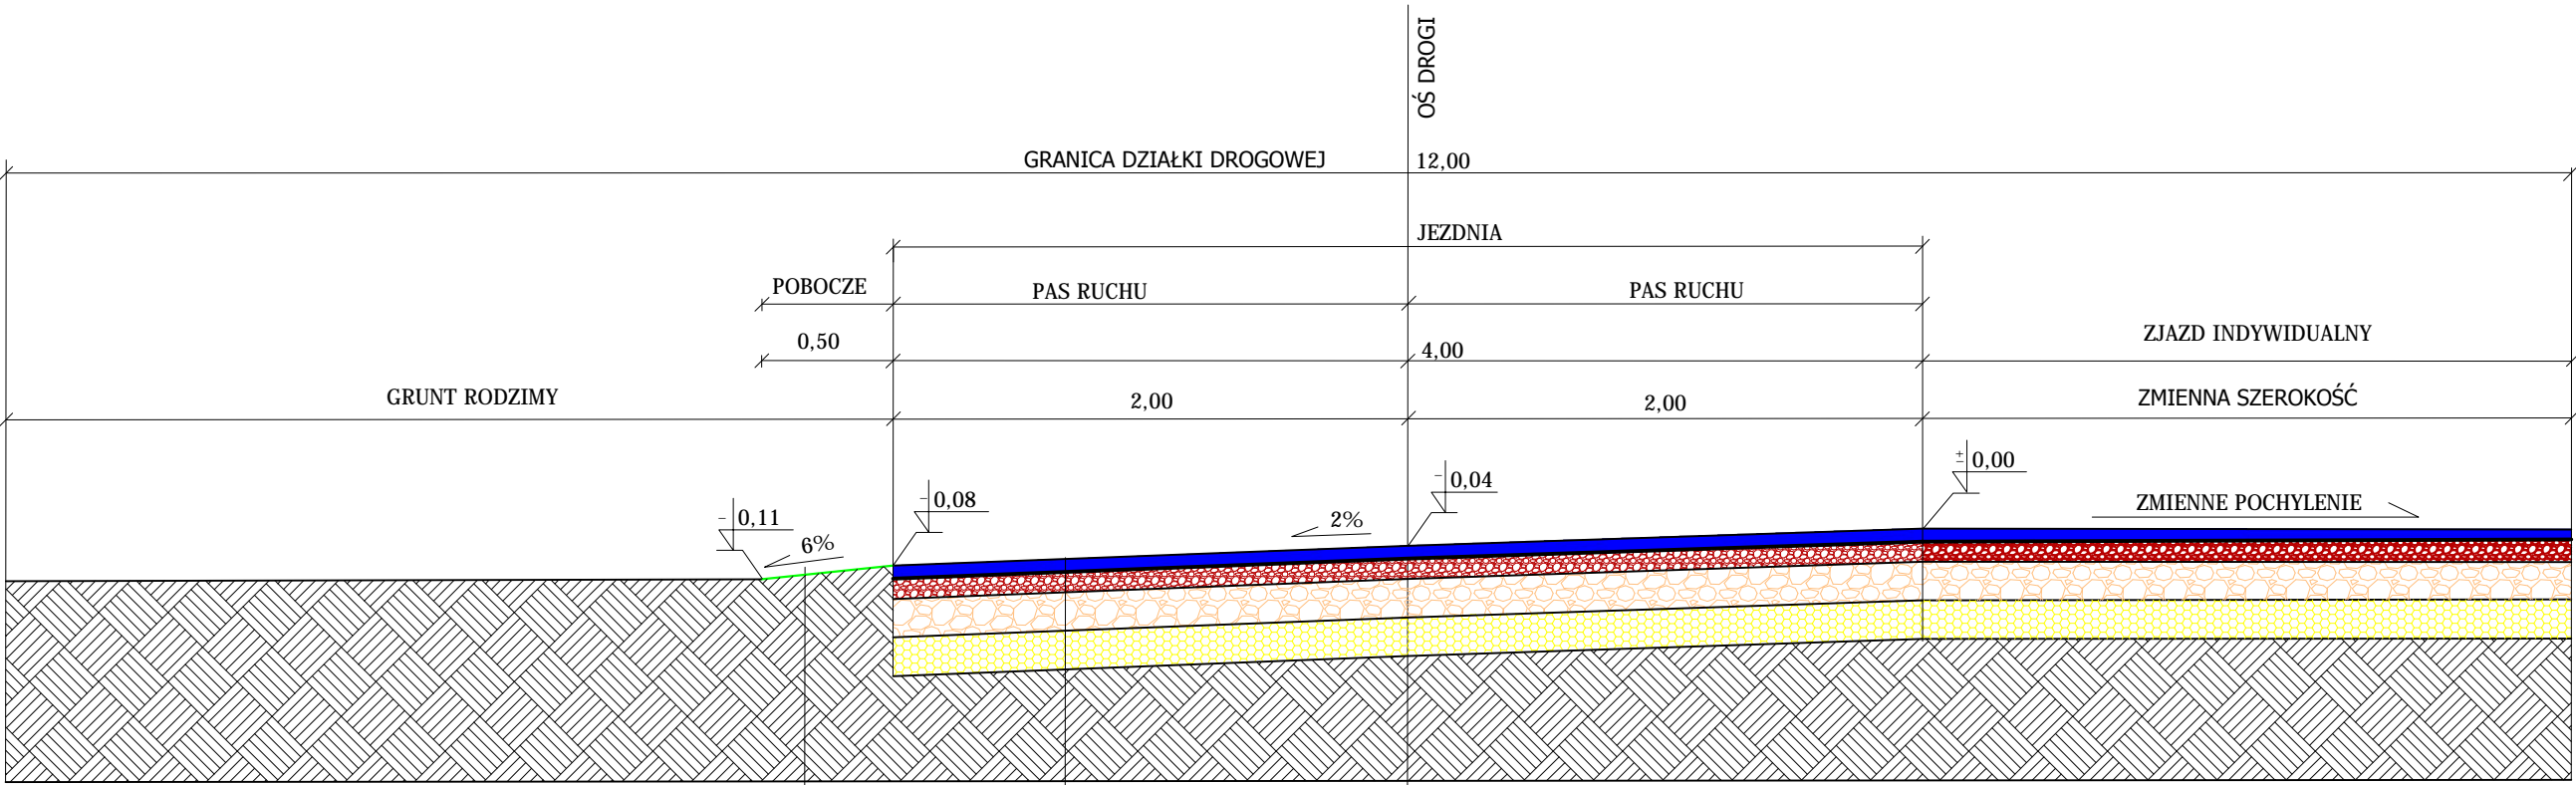 OŚ DROGI
GRANICA DZIAŁKI DROGOWEJ 12,00
JEZDNIA
POBOCZE
PAS RUCHU
PAS RUCHU
0,50
4,00
ZJAZD INDYWIDUALNY
GRUNT RODZIMY
2,00
2,00
ZMIENNA SZEROKOŚĆ
±0,00
-0,04
-0,08
-0,11
ZMIENNE POCHYLENIE
2%
6%